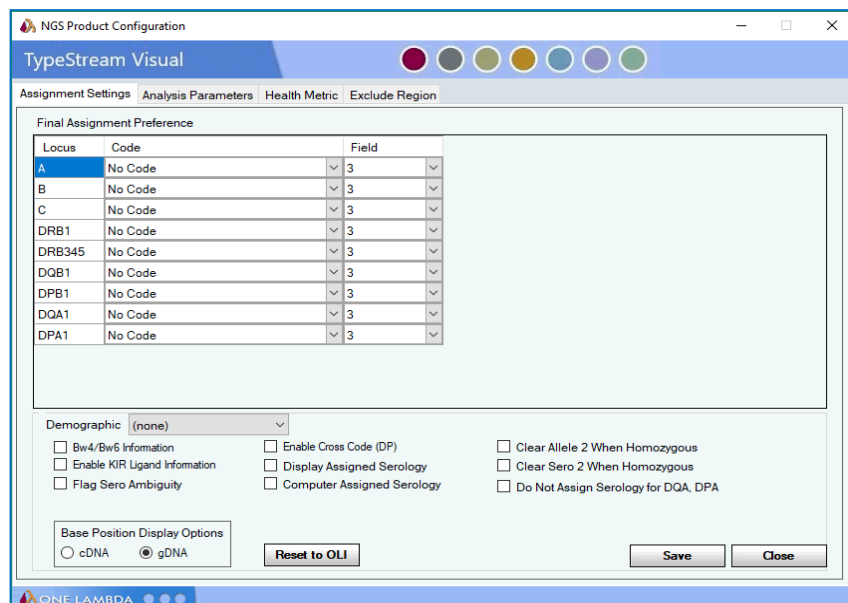 NGS Product Configuration
TypeStream Visual
Assignment Settings Analysis Parameters Health Metric Exclude Region
Final Assignment Preference
Locus Code Field
A No Code 3
B No Code 3
C No Code 3
DRB1 No Code 3
DRB345 No Code 3
DQB1 No Code 3
DPB1 No Code 3
DQA1 No Code 3
DPA1 No Code 3
Demographic (none)
Bw4/Bw6 Information Enable Cross Code (DP) Clear Allele 2 When Homozygous
Enable KIR Ligand Information Display Assigned Serology Clear Sero 2 When Homozygous
Flag Sero Ambiguity Computer Assigned Serology Do Not Assign Serology for DQA, DPA
Base Position Display Options
cDNA gDNA Reset to OLI Save Close
ONE LAMBDA